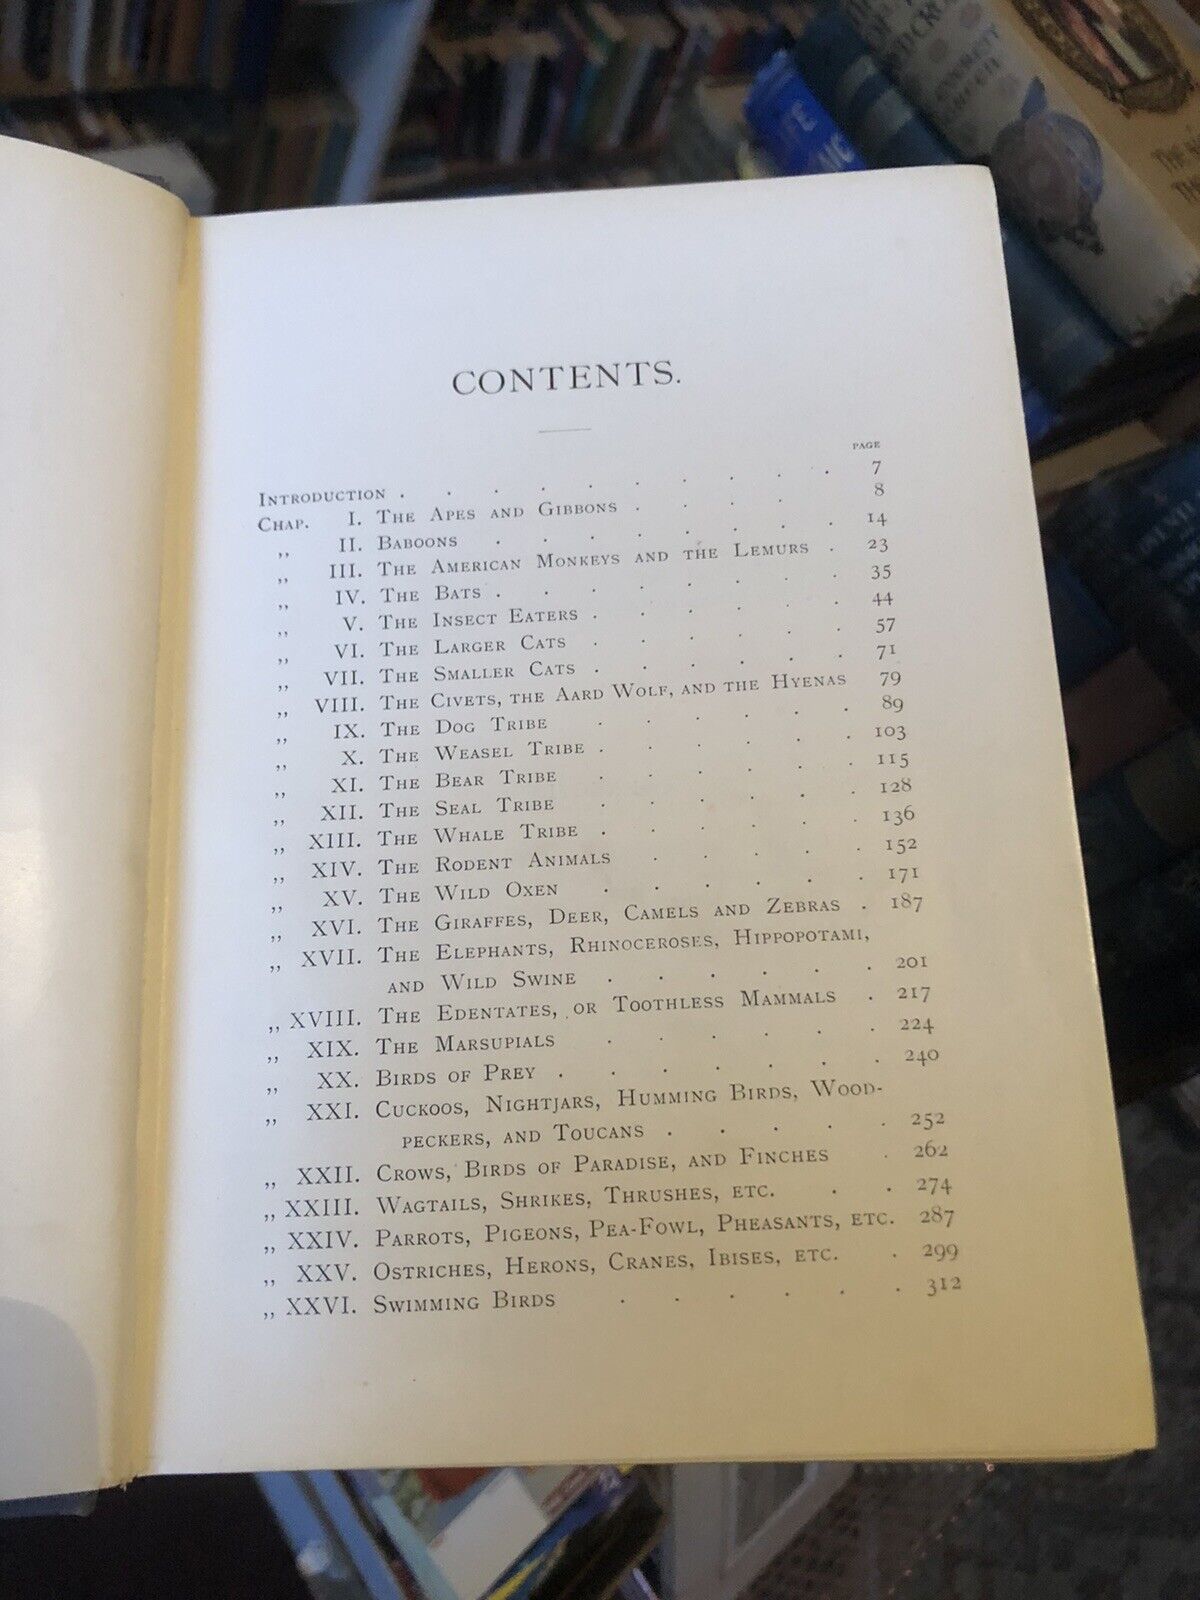 CONTENTS.
PAGE
INTRODUCTION . . . . . . . . . . 7
CHAP. I. THE APES AND GIBBONS . . . . . 8
„ II. BABOONS . . . . . . . . 14
„ III. THE AMERICAN MONKEYS AND THE LEMURS . 23
„ IV. THE BATS . . . . . . . . 35
„ V. THE INSECT EATERS . . . . . . 44
„ VI. THE LARGER CATS . . . . . . 57
„ VII. THE SMALLER CATS . . . . . . 71
„ VIII. THE CIVETS, THE AARD WOLF, AND THE HYENAS 79
„ IX. THE DOG TRIBE . . . . . . 89
„ X. THE WEASEL TRIBE . . . . . . 103
„ XI. THE BEAR TRIBE . . . . . . 115
„ XII. THE SEAL TRIBE . . . . . . 128
„ XIII. THE WHALE TRIBE . . . . . . 136
„ XIV. THE RODENT ANIMALS . . . . . 152
„ XV. THE WILD OXEN . . . . . . 171
„ XVI. THE GIRAFFES, DEER, CAMELS AND ZEBRAS . 187
„ XVII. THE ELEPHANTS, RHINOCEROSES, HIPPOPOTAMI,
AND WILD SWINE . . . . . . 201
„ XVIII. THE EDENTATES, OR TOOTHLESS MAMMALS . 217
„ XIX. THE MARSUPIALS . . . . . . 224
„ XX. BIRDS OF PREY . . . . . . . 240
„ XXI. CUCKOOS, NIGHTJARS, HUMMING BIRDS, WOOD-
PECKERS, AND TOUCANS . . . . . 252
„ XXII. CROWS, BIRDS OF PARADISE, AND FINCHES . 262
„ XXIII. WAGTAILS, SHRIKES, THRUSHES, ETC. . . 274
„ XXIV. PARROTS, PIGEONS, PEA-FOWL, PHEASANTS, ETC. 287
„ XXV. OSTRICHES, HERONS, CRANES, IBISES, ETC. . 299
„ XXVI. SWIMMING BIRDS . . . . . . 312